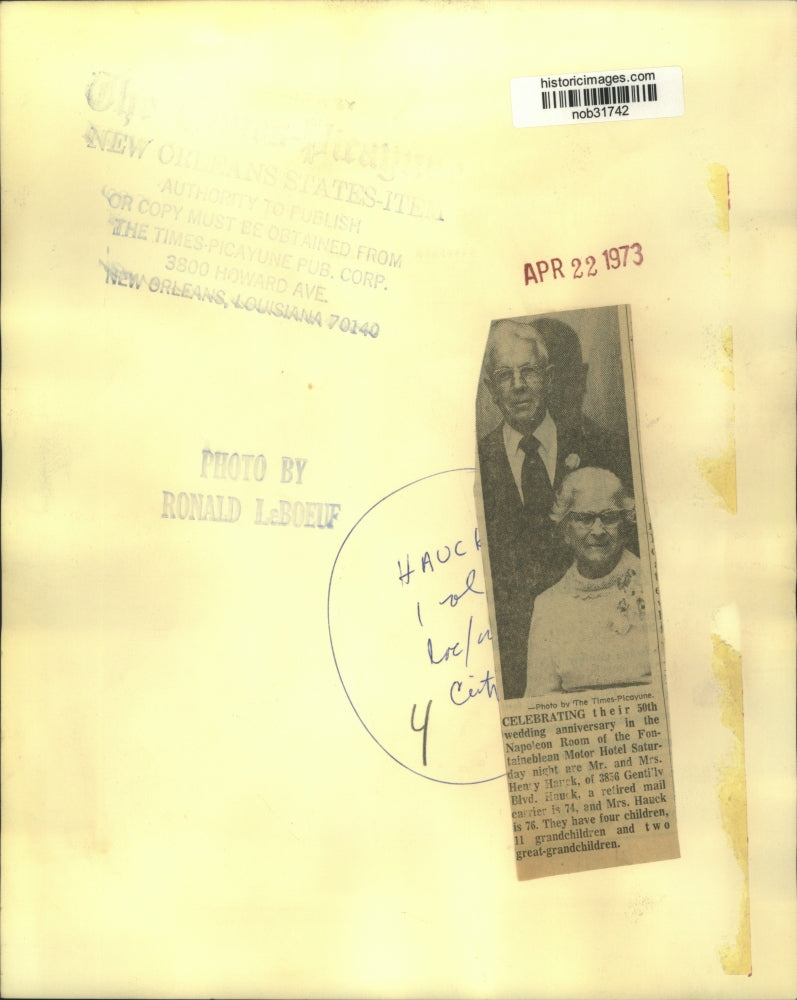 historicimages.com
nob31742
The Times-Picayune
NEW ORLEANS STATES-ITEM
AUTHORITY TO PUBLISH
OR COPY MUST BE OBTAINED FROM
THE TIMES-PICAYUNE PUB. CORP.
3800 HOWARD AVE.
NEW ORLEANS, LOUISIANA 70140
APR 22 1973
PHOTO BY
RONALD LeBOEUF
HAUCK
1
4
—Photo by The Times-Picayune.
CELEBRATING their 50th
wedding anniversary in the
Napoleon Room of the Fon-
tainebleau Motor Hotel Satur-
day night are Mr. and Mrs.
Henry Hauck, of 3856 Gentilly
Blvd. Hauck, a retired mail
carrier is 74, and Mrs. Hauck
is 76. They have four children,
11 grandchildren and two
great-grandchildren.